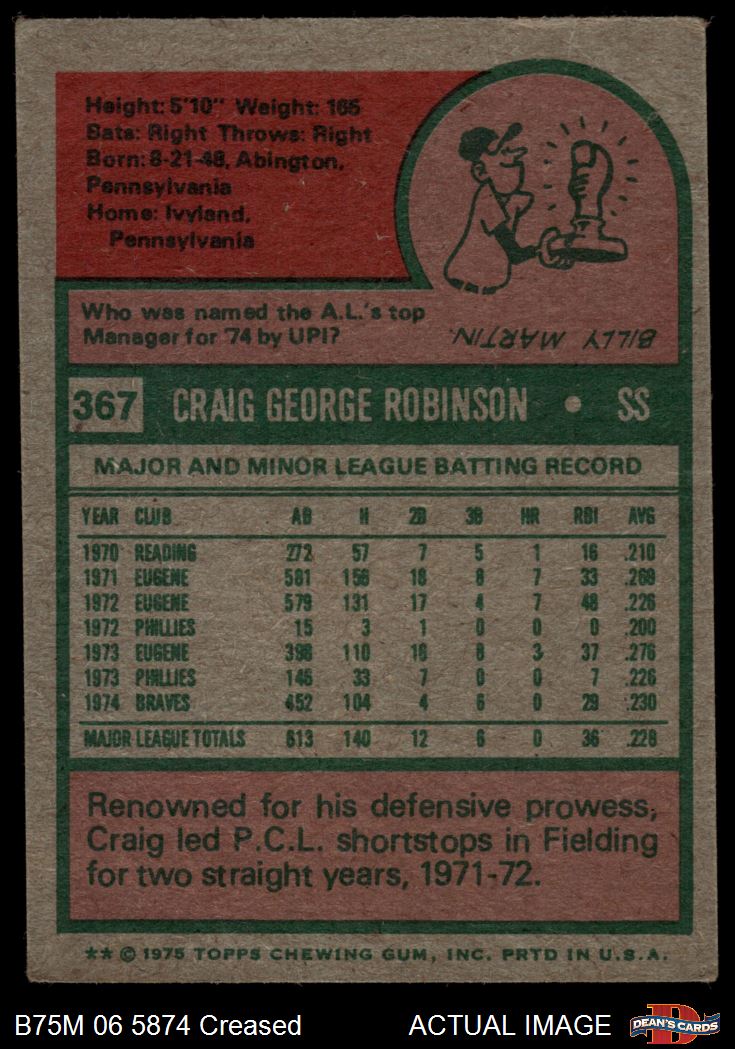 Height: 5'10" Weight: 165
Bats: Right Throws: Right
Born: 8-21-48, Abington,
Pennsylvania
Home: Ivyland,
Pennsylvania
Who was named the A.L.'s top
Manager for '74 by UPI?
BILLY MARTIN.
367 CRAIG GEORGE ROBINSON • SS
MAJOR AND MINOR LEAGUE BATTING RECORD
YEAR CLUB AB H 2B 3B HR RBI AVG
1970 READING 272 57 7 5 1 16 .210
1971 EUGENE 581 156 18 8 7 33 .269
1972 EUGENE 579 131 17 4 7 48 .226
1972 PHILLIES 15 3 1 0 0 0 .200
1973 EUGENE 398 110 16 8 3 37 .276
1973 PHILLIES 146 33 7 0 0 7 .226
1974 BRAVES 452 104 4 6 0 29 .230
MAJOR LEAGUE TOTALS 613 140 12 6 0 36 .228
Renowned for his defensive prowess,
Craig led P.C.L. shortstops in Fielding
for two straight years, 1971-72.
** © 1975 TOPPS CHEWING GUM, INC. PRTD IN U.S.A.
B75M 06 5874 Creased ACTUAL IMAGE D DEAN'S CARDS